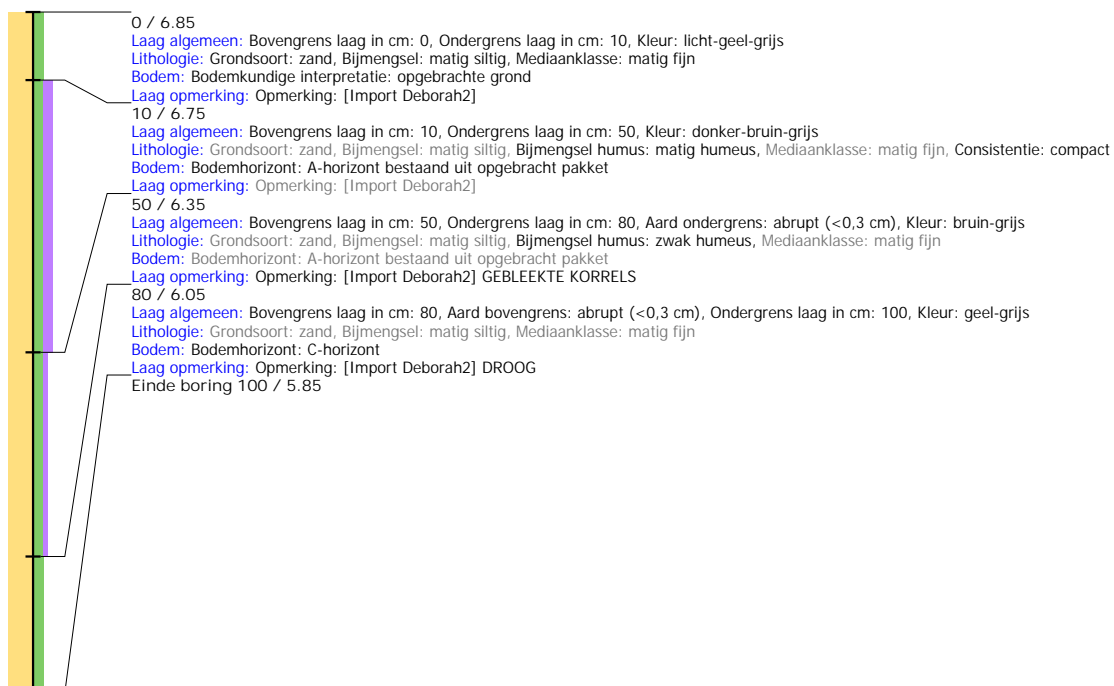 0 / 6.85
Laag algemeen: Bovengrens laag in cm: 0, Ondergrens laag in cm: 10, Kleur: licht-geel-grijs
Lithologie: Grondsoort: zand, Bijmengsel: matig siltig, Mediaanklasse: matig fijn
Bodem: Bodemkundige interpretatie: opgebrachte grond
Laag opmerking: Opmerking: [Import Deborah2]
10 / 6.75
Laag algemeen: Bovengrens laag in cm: 10, Ondergrens laag in cm: 50, Kleur: donker-bruin-grijs
Lithologie: Grondsoort: zand, Bijmengsel: matig siltig, Bijmengsel humus: matig humeus, Mediaanklasse: matig fijn, Consistentie: compact
Bodem: Bodemhorizont: A-horizont bestaand uit opgebracht pakket
Laag opmerking: Opmerking: [Import Deborah2]
50 / 6.35
Laag algemeen: Bovengrens laag in cm: 50, Ondergrens laag in cm: 80, Aard ondergrens: abrupt (<0,3 cm), Kleur: bruin-grijs
Lithologie: Grondsoort: zand, Bijmengsel: matig siltig, Bijmengsel humus: zwak humeus, Mediaanklasse: matig fijn
Bodem: Bodemhorizont: A-horizont bestaand uit opgebracht pakket
Laag opmerking: Opmerking: [Import Deborah2] GEBLEEKTE KORRELS
80 / 6.05
Laag algemeen: Bovengrens laag in cm: 80, Aard bovengrens: abrupt (<0,3 cm), Ondergrens laag in cm: 100, Kleur: geel-grijs
Lithologie: Grondsoort: zand, Bijmengsel: matig siltig, Mediaanklasse: matig fijn
Bodem: Bodemhorizont: C-horizont
Laag opmerking: Opmerking: [Import Deborah2] DROOG
Einde boring 100 / 5.85